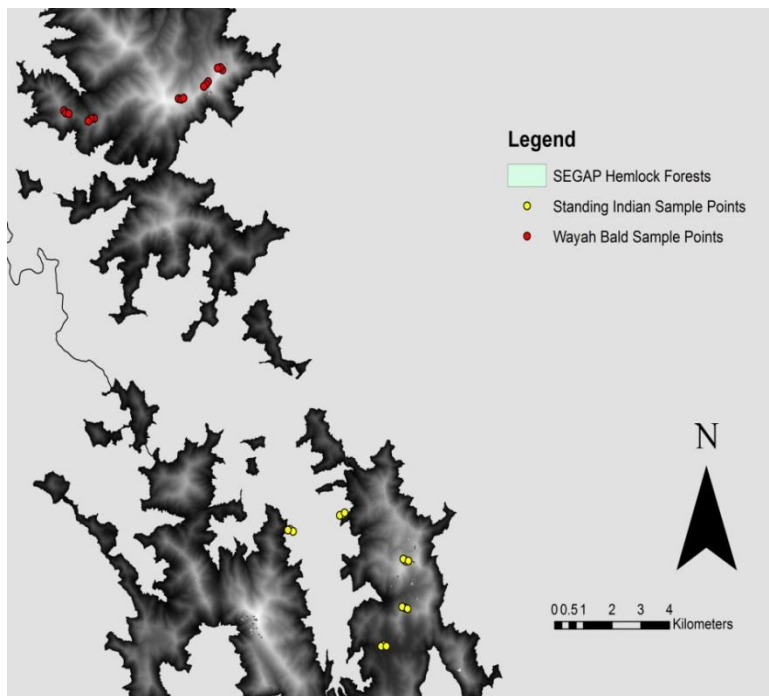 Legend
SEGAP Hemlock Forests
Standing Indian Sample Points
Wayah Bald Sample Points
N
0 0.5 1 2 3 4
Kilometers